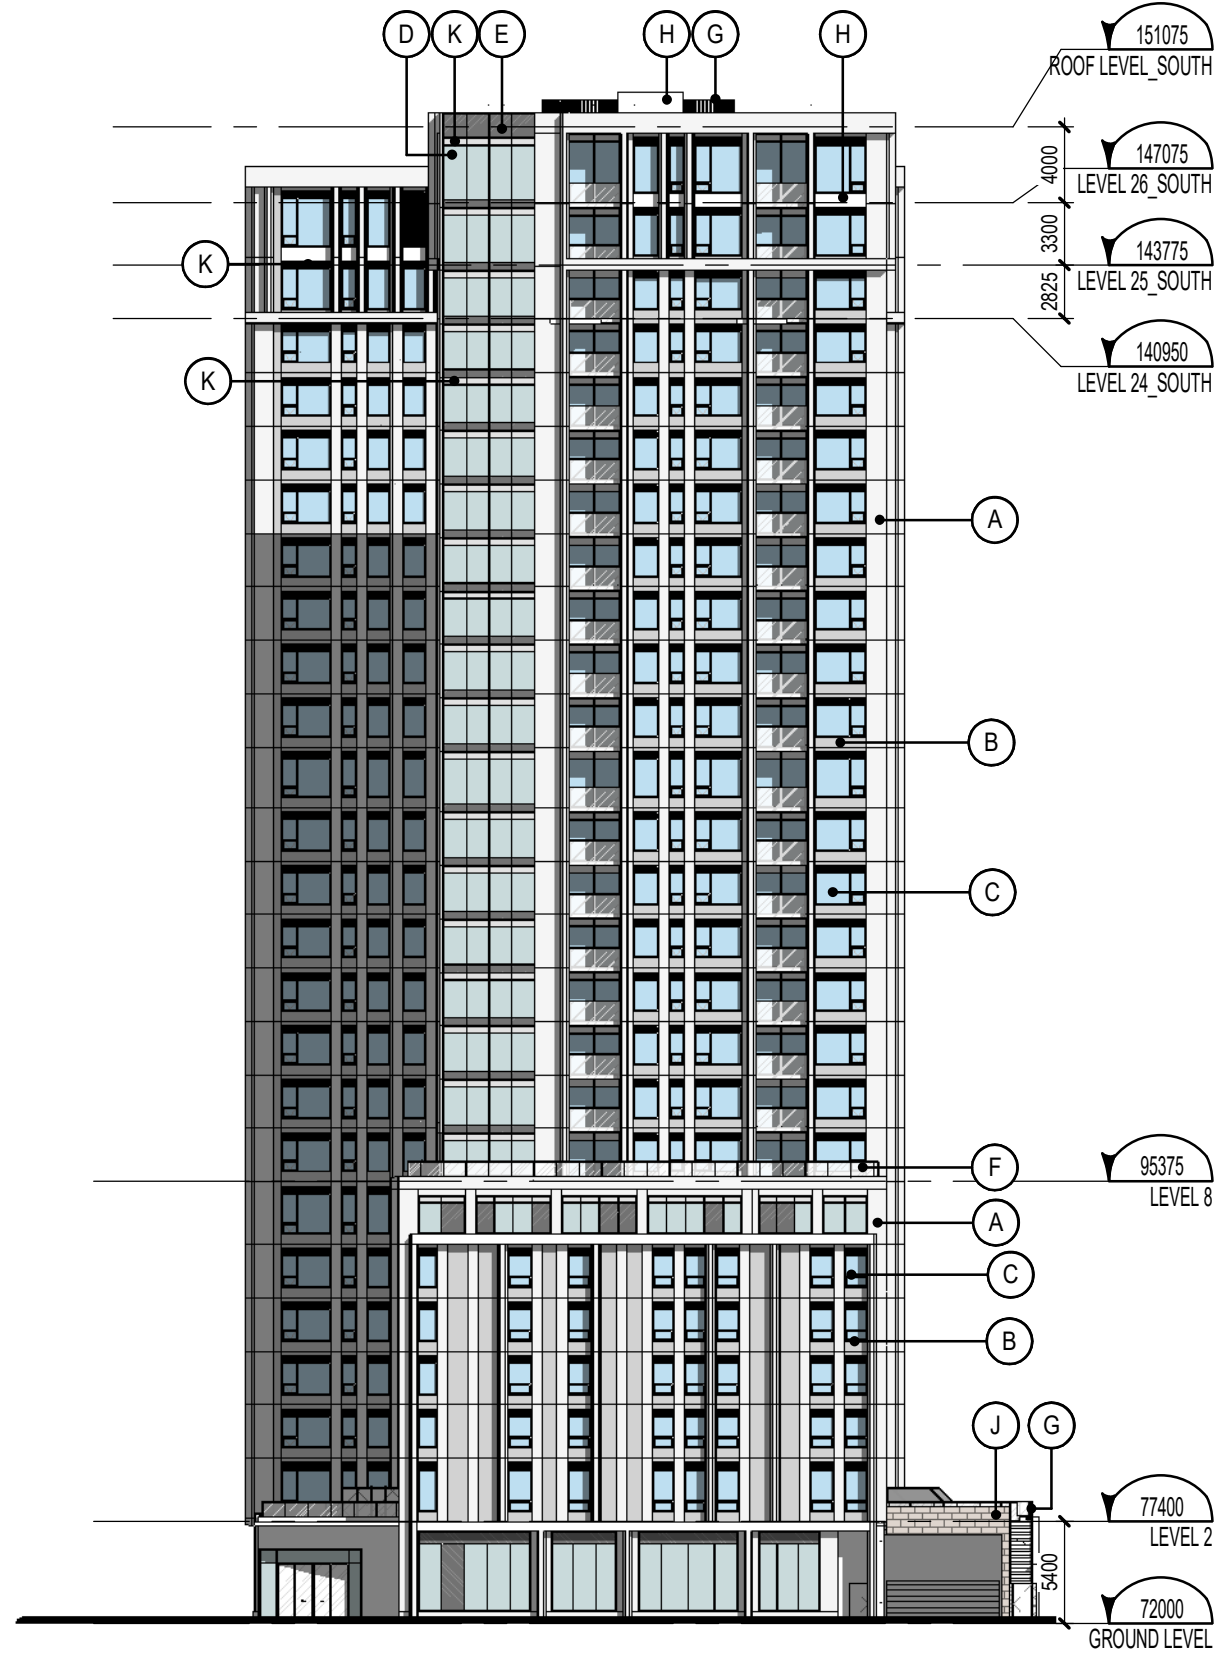 D K E H G H
151075
ROOF LEVEL_SOUTH
4000
147075
LEVEL 26_SOUTH
3300
K
143775
LEVEL 25_SOUTH
2825
K
140950
LEVEL 24_SOUTH
A
B
C
F
95375
LEVEL 8
A
C
B
J G
77400
LEVEL 2
5400
72000
GROUND LEVEL